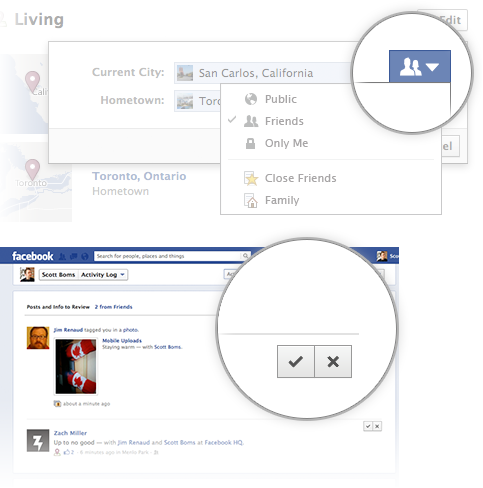 Living
Edit
Current City: San Carlos, California
Hometown: Toro
Public
Friends
Only Me
Close Friends
Family
Cali
Toronto
Toronto, Ontario
Hometown
facebook
Search for people, places and things
Scott Boms Activity Log
Posts and Info to Review 2 from Friends
Jim Renaud tagged you in a photo.
Mobile Uploads
Staying warm — with Scott Boms.
about a minute ago
Zach Miller
Up to no good — with Jim Renaud and Scott Boms at Facebook HQ.
2 · 6 minutes ago in Menlo Park ·